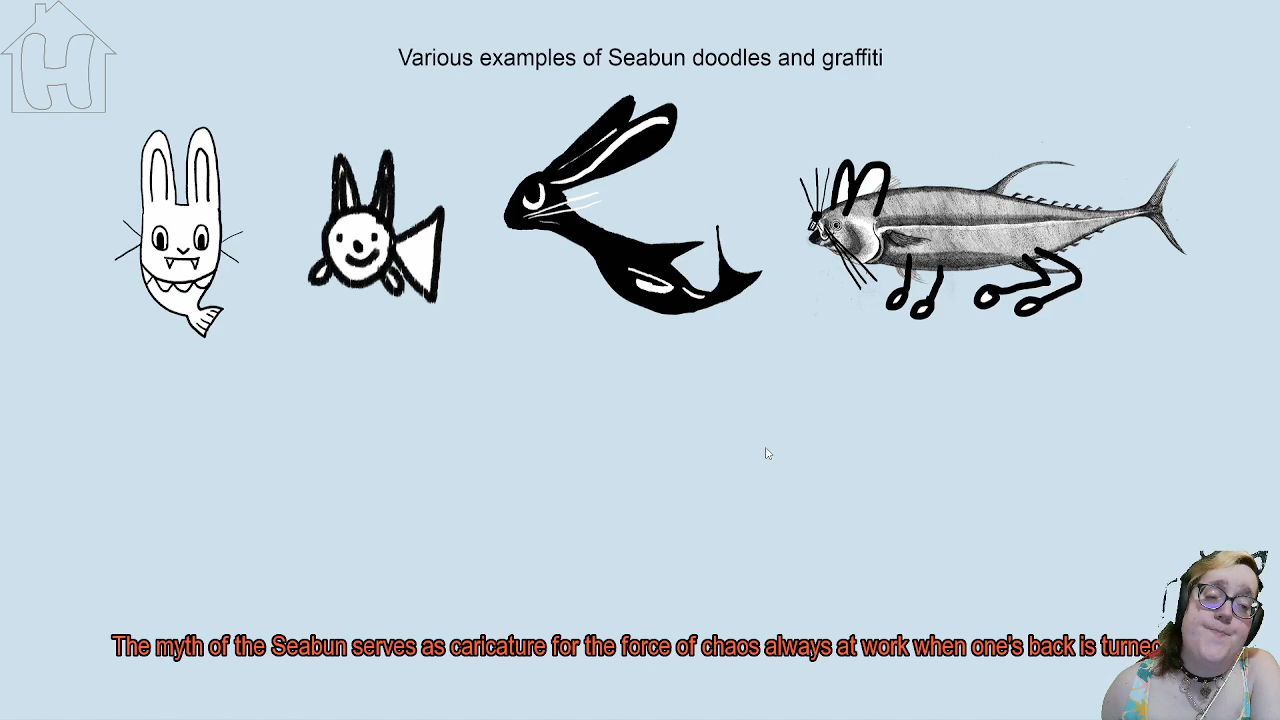 H
Various examples of Seabun doodles and graffiti
The myth of the Seabun serves as caricature for the force of chaos always at work when one's back is turned